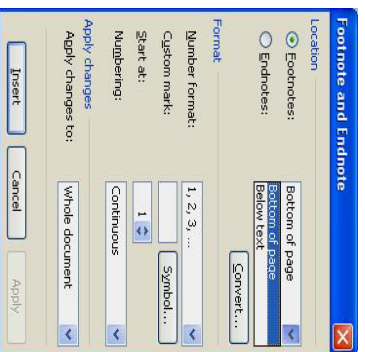 Footnote and Endnote
Location
Footnotes: Bottom of page
Endnotes: Bottom of page
Below text
Convert...
Format
Number format: 1, 2, 3, ...
Custom mark: Symbol...
Start at: 1
Numbering: Continuous
Apply changes
Apply changes to: Whole document
Insert Cancel Apply